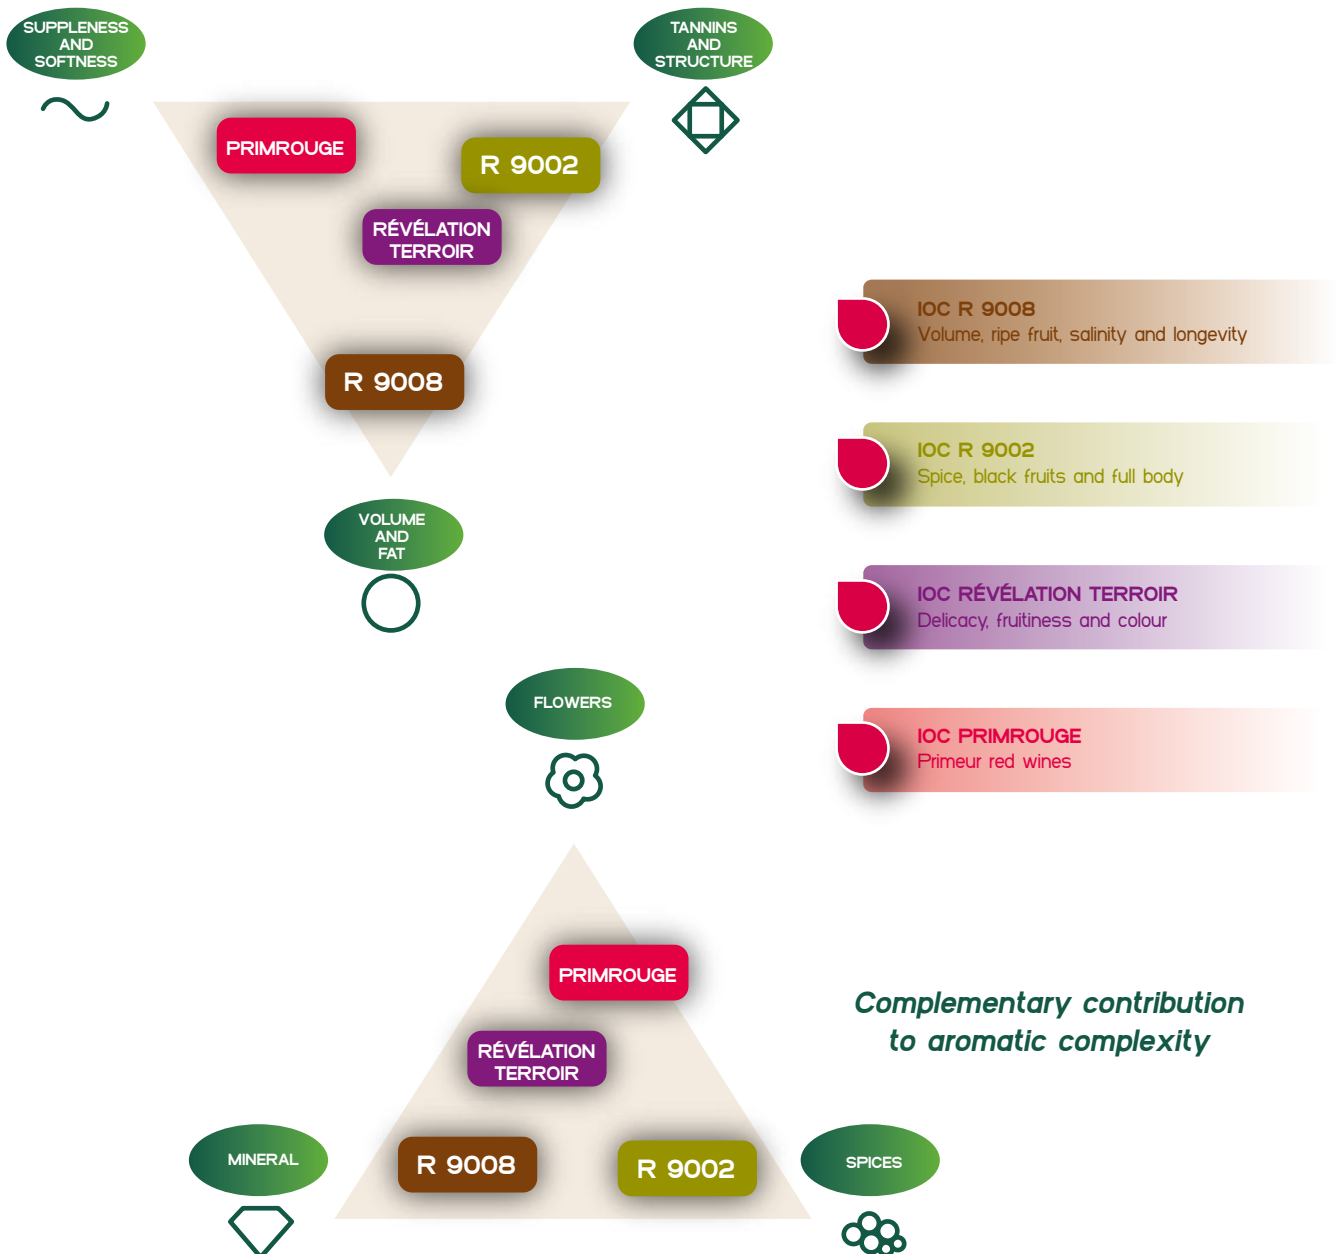 SUPPLENESS
AND
SOFTNESS
TANNINS
AND
STRUCTURE
PRIMROUGE
R 9002
RÉVÉLATION
TERROIR
R 9008
VOLUME
AND
FAT
IOC R 9008
Volume, ripe fruit, salinity and longevity
IOC R 9002
Spice, black fruits and full body
IOC RÉVÉLATION TERROIR
Delicacy, fruitiness and colour
IOC PRIMROUGE
Primeur red wines
FLOWERS
PRIMROUGE
RÉVÉLATION
TERROIR
R 9008
R 9002
MINERAL
SPICES
Complementary contribution
to aromatic complexity